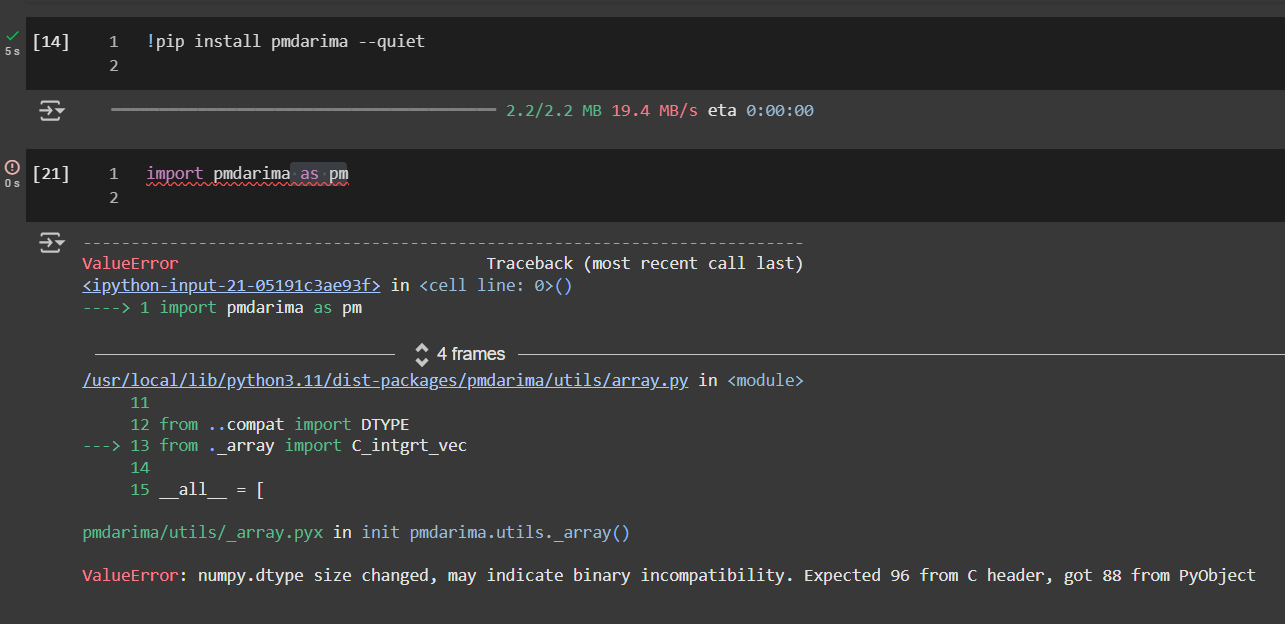 [14] 1 !pip install pmdarima --quiet
5 s 2
2.2/2.2 MB 19.4 MB/s eta 0:00:00
[21] 1 import pmdarima as pm
0 s
2
---------------------------------------------------------------------------
ValueError Traceback (most recent call last)
<ipython-input-21-05191c3ae93f> in <cell line: 0>()
----> 1 import pmdarima as pm
4 frames
/usr/local/lib/python3.11/dist-packages/pmdarima/utils/array.py in <module>
11
12 from ..compat import DTYPE
---> 13 from ._array import C_intgrt_vec
14
15 __all__ = [
pmdarima/utils/_array.pyx in init pmdarima.utils._array()
ValueError: numpy.dtype size changed, may indicate binary incompatibility. Expected 96 from C header, got 88 from PyObject